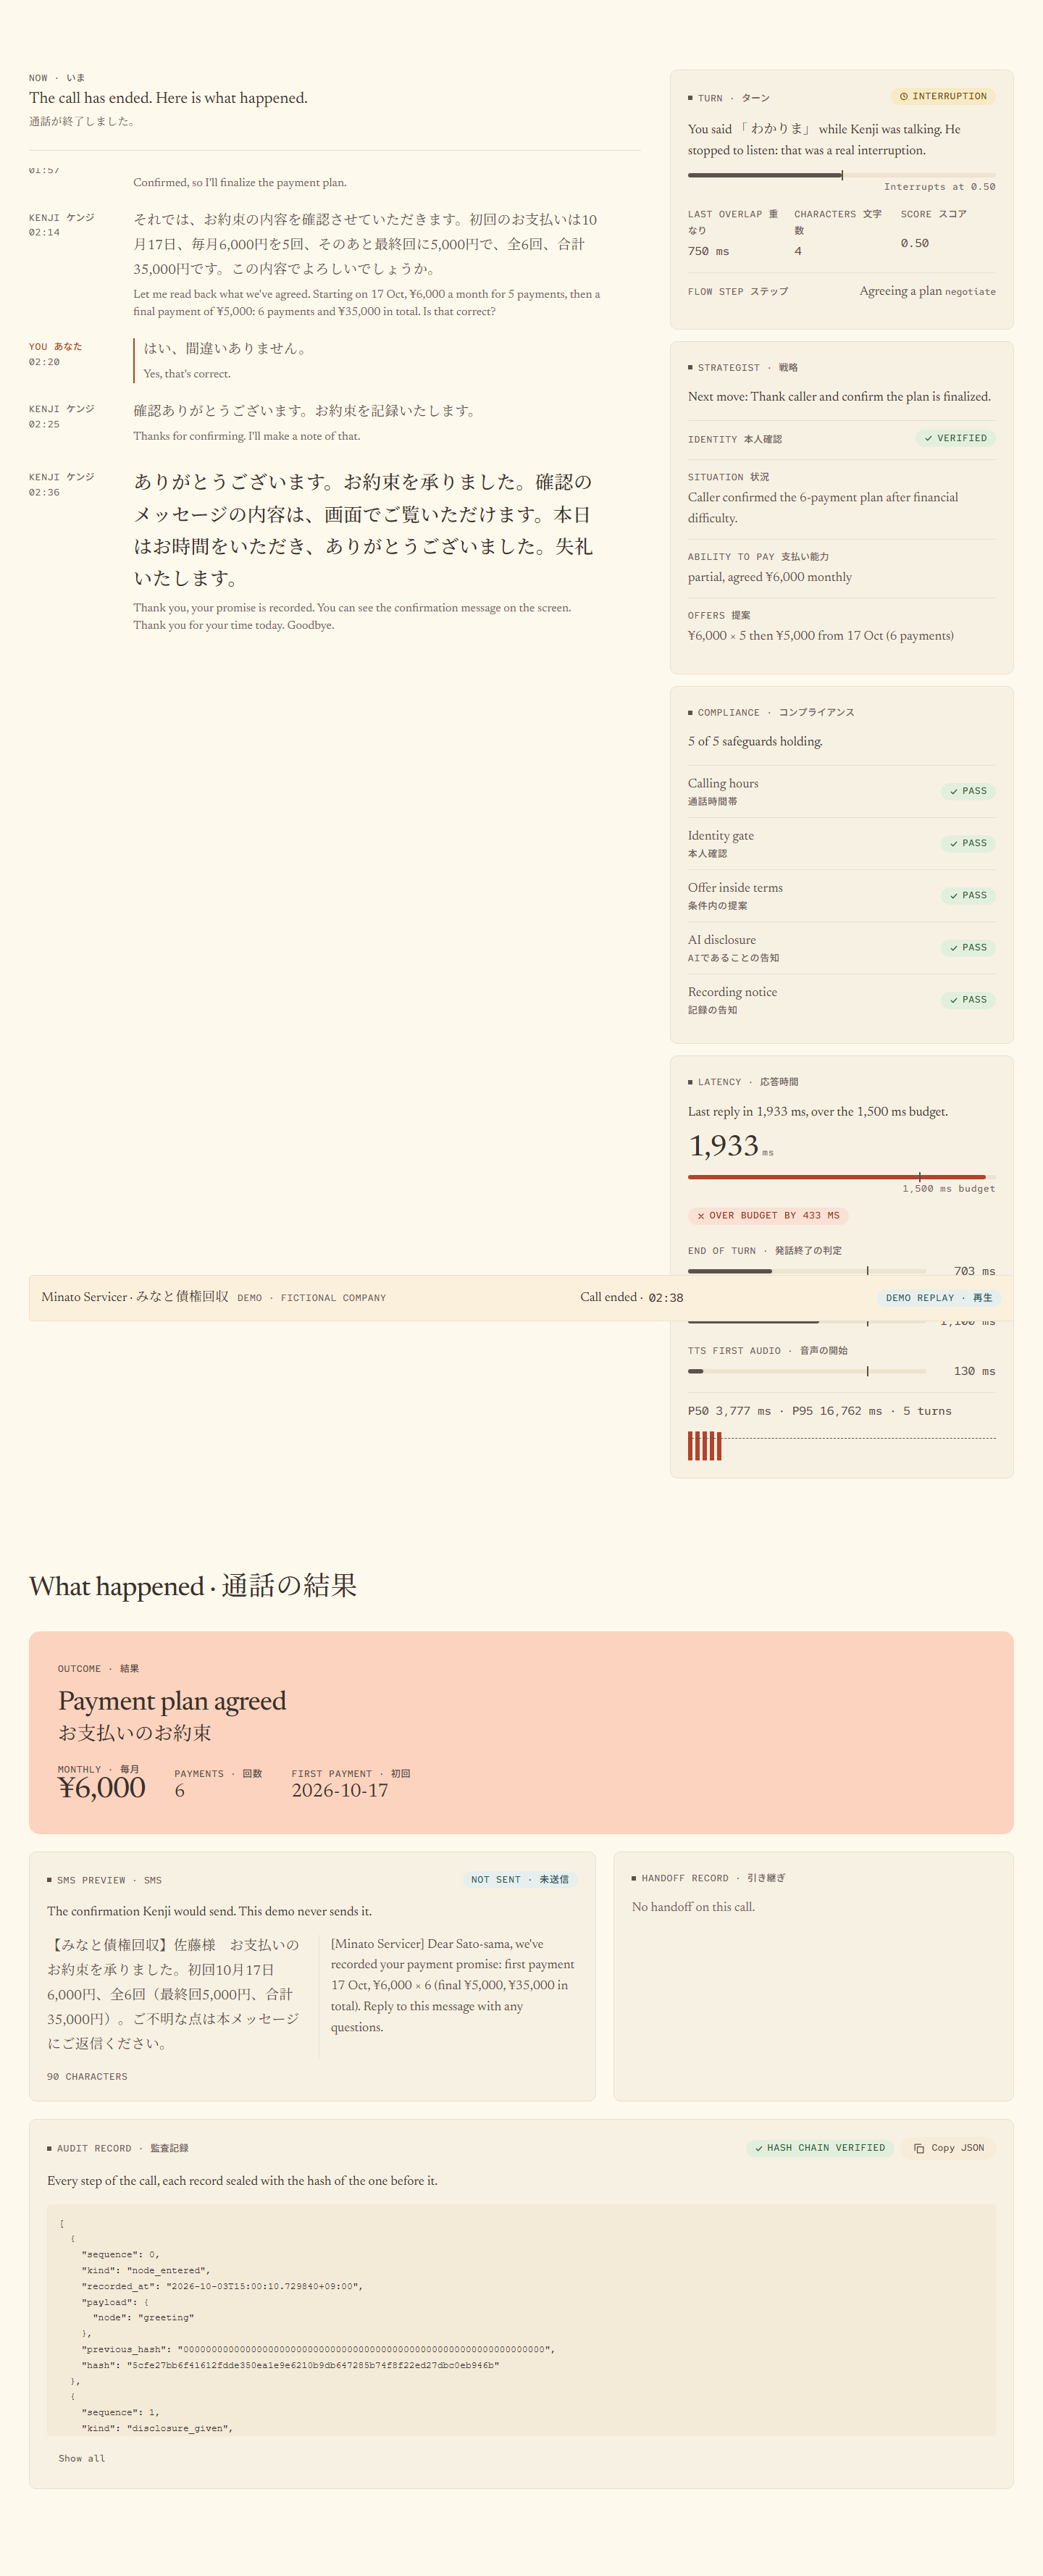 NOW · いま
The call has ended. Here is what happened.
通話が終了しました。
01:57
Confirmed, so I'll finalize the payment plan.
KENJI ケンジ
02:14
それでは、お約束の内容を確認させていただきます。初回のお支払いは10
月17日、毎月6,000円を5回、そのあと最終回に5,000円で、全6回、合計
35,000円です。この内容でよろしいでしょうか。
Let me read back what we've agreed. Starting on 17 Oct, ¥6,000 a month for 5 payments, then a
final payment of ¥5,000: 6 payments and ¥35,000 in total. Is that correct?
YOU あなた
02:20
はい、間違いありません。
Yes, that's correct.
KENJI ケンジ
02:25
確認ありがとうございます。お約束を記録いたします。
Thanks for confirming. I'll make a note of that.
KENJI ケンジ
02:36
ありがとうございます。お約束を承りました。確認の
メッセージの内容は、画面でご覧いただけます。本日
はお時間をいただき、ありがとうございました。失礼
いたします。
Thank you, your promise is recorded. You can see the confirmation message on the screen.
Thank you for your time today. Goodbye.
TURN · ターン
INTERRUPTION
You said 「 わかりま」 while Kenji was talking. He
stopped to listen: that was a real interruption.
Interrupts at 0.50
LAST OVERLAP 重なり
750 ms
CHARACTERS 文字数
4
SCORE スコア
0.50
FLOW STEP ステップ
Agreeing a plan negotiate
STRATEGIST · 戦略
Next move: Thank caller and confirm the plan is finalized.
IDENTITY 本人確認
VERIFIED
SITUATION 状況
Caller confirmed the 6-payment plan after financial
difficulty.
ABILITY TO PAY 支払い能力
partial, agreed ¥6,000 monthly
OFFERS 提案
¥6,000 × 5 then ¥5,000 from 17 Oct (6 payments)
COMPLIANCE · コンプライアンス
5 of 5 safeguards holding.
Calling hours
通話時間帯
PASS
Identity gate
本人確認
PASS
Offer inside terms
条件内の提案
PASS
AI disclosure
AIであることの告知
PASS
Recording notice
記録の告知
PASS
LATENCY · 応答時間
Last reply in 1,933 ms, over the 1,500 ms budget.
1,933 ms
1,500 ms budget
OVER BUDGET BY 433 MS
END OF TURN · 発話終了の判定
703 ms
Minato Servicer · みなと債権回収 DEMO · FICTIONAL COMPANY
Call ended · 02:38
DEMO REPLAY · 再生
1,100 ms
TTS FIRST AUDIO · 音声の開始
130 ms
P50 3,777 ms · P95 16,762 ms · 5 turns
What happened · 通話の結果
OUTCOME · 結果
Payment plan agreed
お支払いのお約束
MONTHLY · 毎月
¥6,000
PAYMENTS · 回数
6
FIRST PAYMENT · 初回
2026-10-17
SMS PREVIEW · SMS
NOT SENT · 未送信
The confirmation Kenji would send. This demo never sends it.
【みなと債権回収】佐藤様　お支払いの
お約束を承りました。初回10月17日
6,000円、全6回（最終回5,000円、合計
35,000円）。ご不明な点は本メッセージ
にご返信ください。
[Minato Servicer] Dear Sato-sama, we've
recorded your payment promise: first payment
17 Oct, ¥6,000 × 6 (final ¥5,000, ¥35,000 in
total). Reply to this message with any
questions.
90 CHARACTERS
HANDOFF RECORD · 引き継ぎ
No handoff on this call.
AUDIT RECORD · 監査記録
HASH CHAIN VERIFIED
Copy JSON
Every step of the call, each record sealed with the hash of the one before it.
[
{
"sequence": 0,
"kind": "node_entered",
"recorded_at": "2026-10-03T15:00:10.729840+09:00",
"payload": {
"node": "greeting"
},
"previous_hash": "0000000000000000000000000000000000000000000000000000000000000000",
"hash": "5cfe27bb6f41612fdde350ea1e9e6210b9db647285b74f8f22ed27dbc0eb946b"
},
{
"sequence": 1,
"kind": "disclosure_given",
Show all